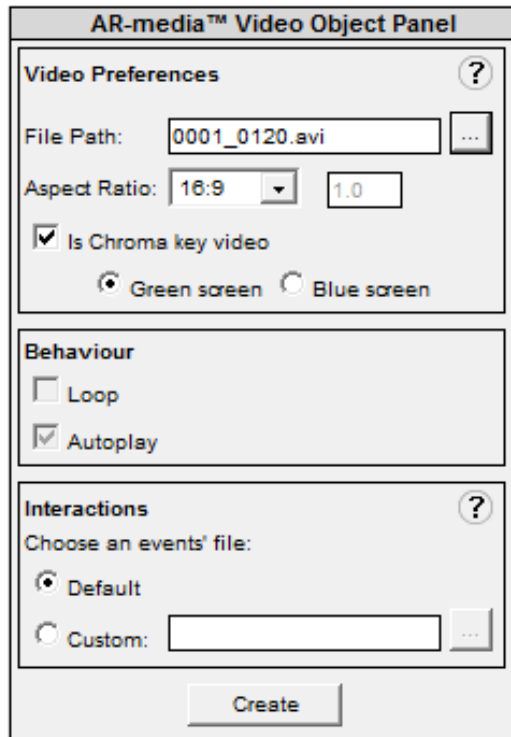 AR-media™ Video Object Panel
Video Preferences ?
File Path: 0001_0120.avi ...
Aspect Ratio: 16:9 1.0
Is Chroma key video
Green screen Blue screen
Behaviour
Loop
Autoplay
Interactions ?
Choose an events' file:
Default
Custom: ...
Create